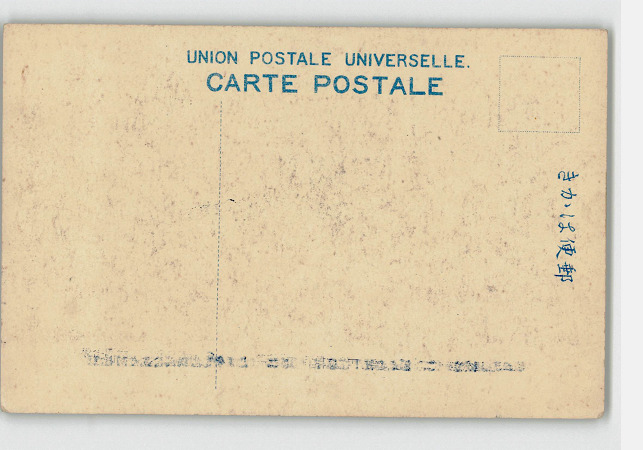 UNION POSTALE UNIVERSELLE.
CARTE POSTALE
きかは便郵